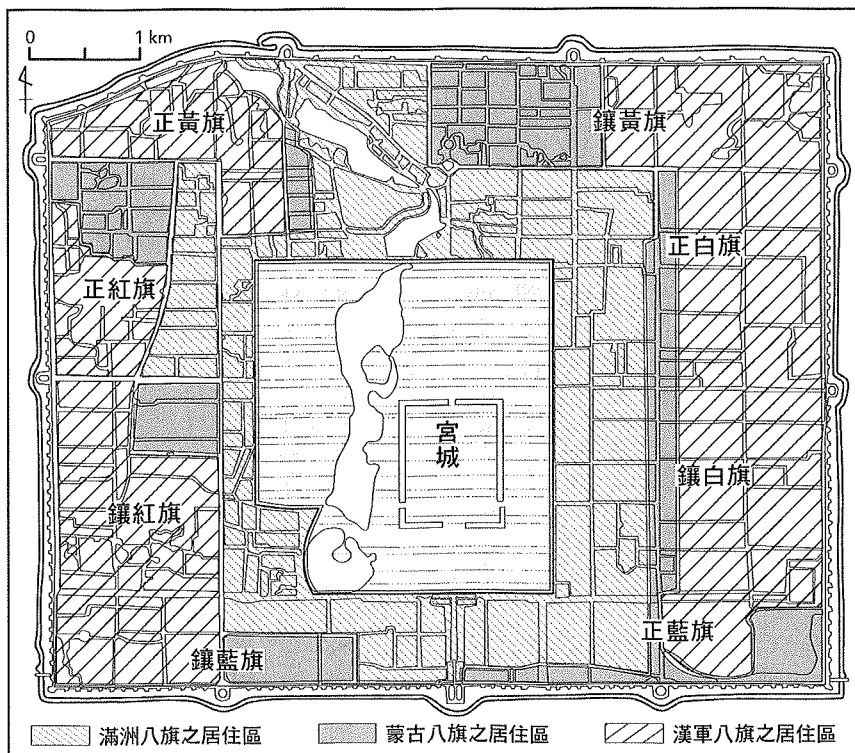 0 1 km
正黃旗
鑲黃旗
正白旗
正紅旗
宮城
鑲白旗
鑲紅旗
正藍旗
鑲藍旗
滿洲八旗之居住區 蒙古八旗之居住區 漢軍八旗之居住區